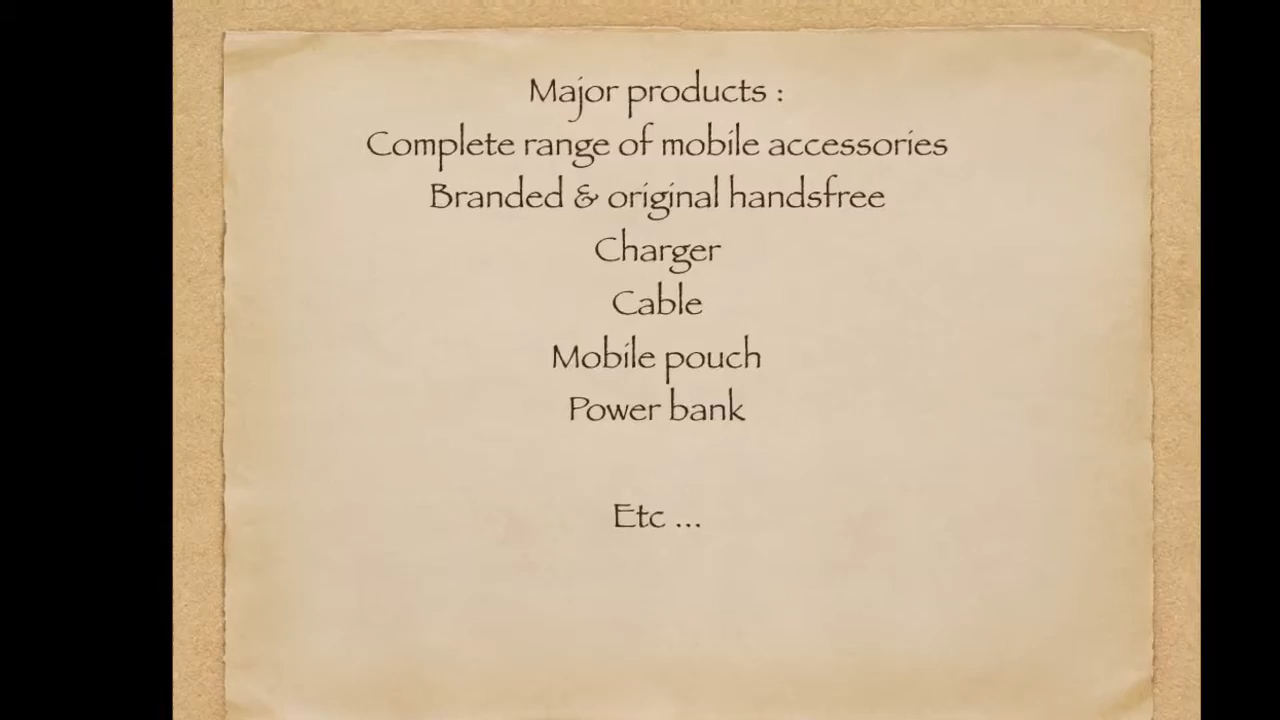 Major products :
Complete range of mobile accessories
Branded & original handsfree
Charger
Cable
Mobile pouch
Power bank
Etc ...